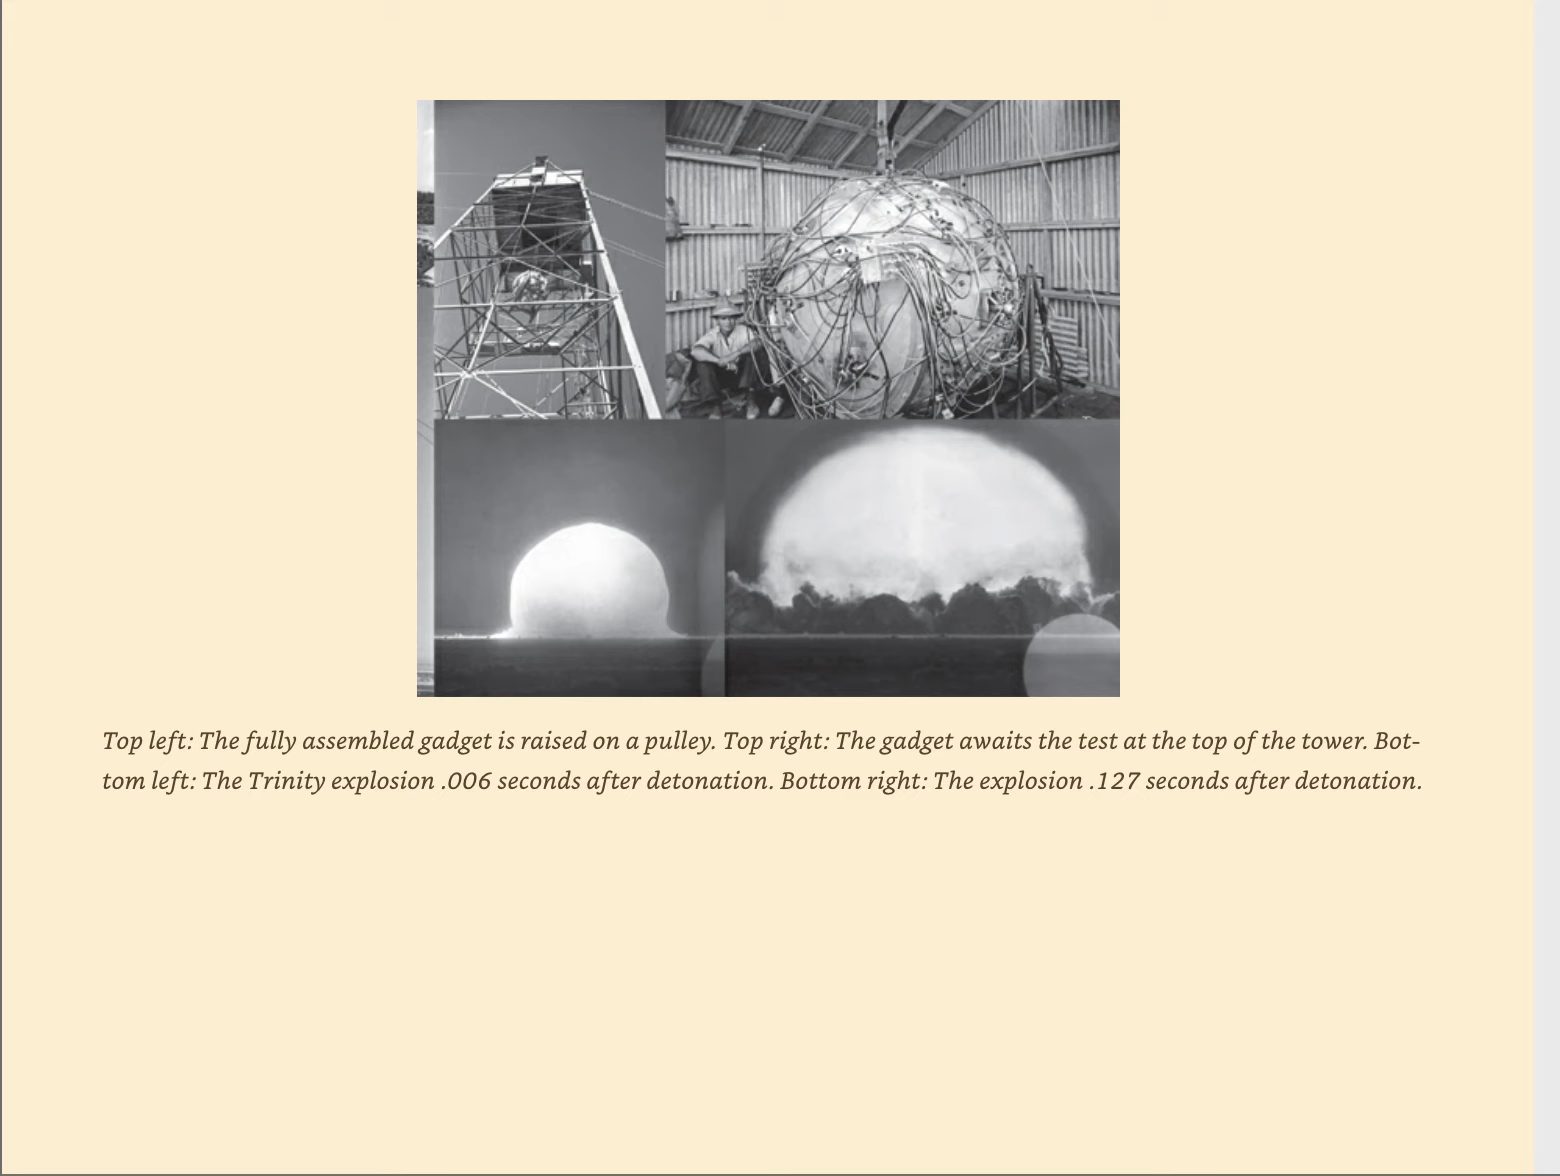 Top left: The fully assembled gadget is raised on a pulley. Top right: The gadget awaits the test at the top of the tower. Bot-
tom left: The Trinity explosion .006 seconds after detonation. Bottom right: The explosion .127 seconds after detonation.